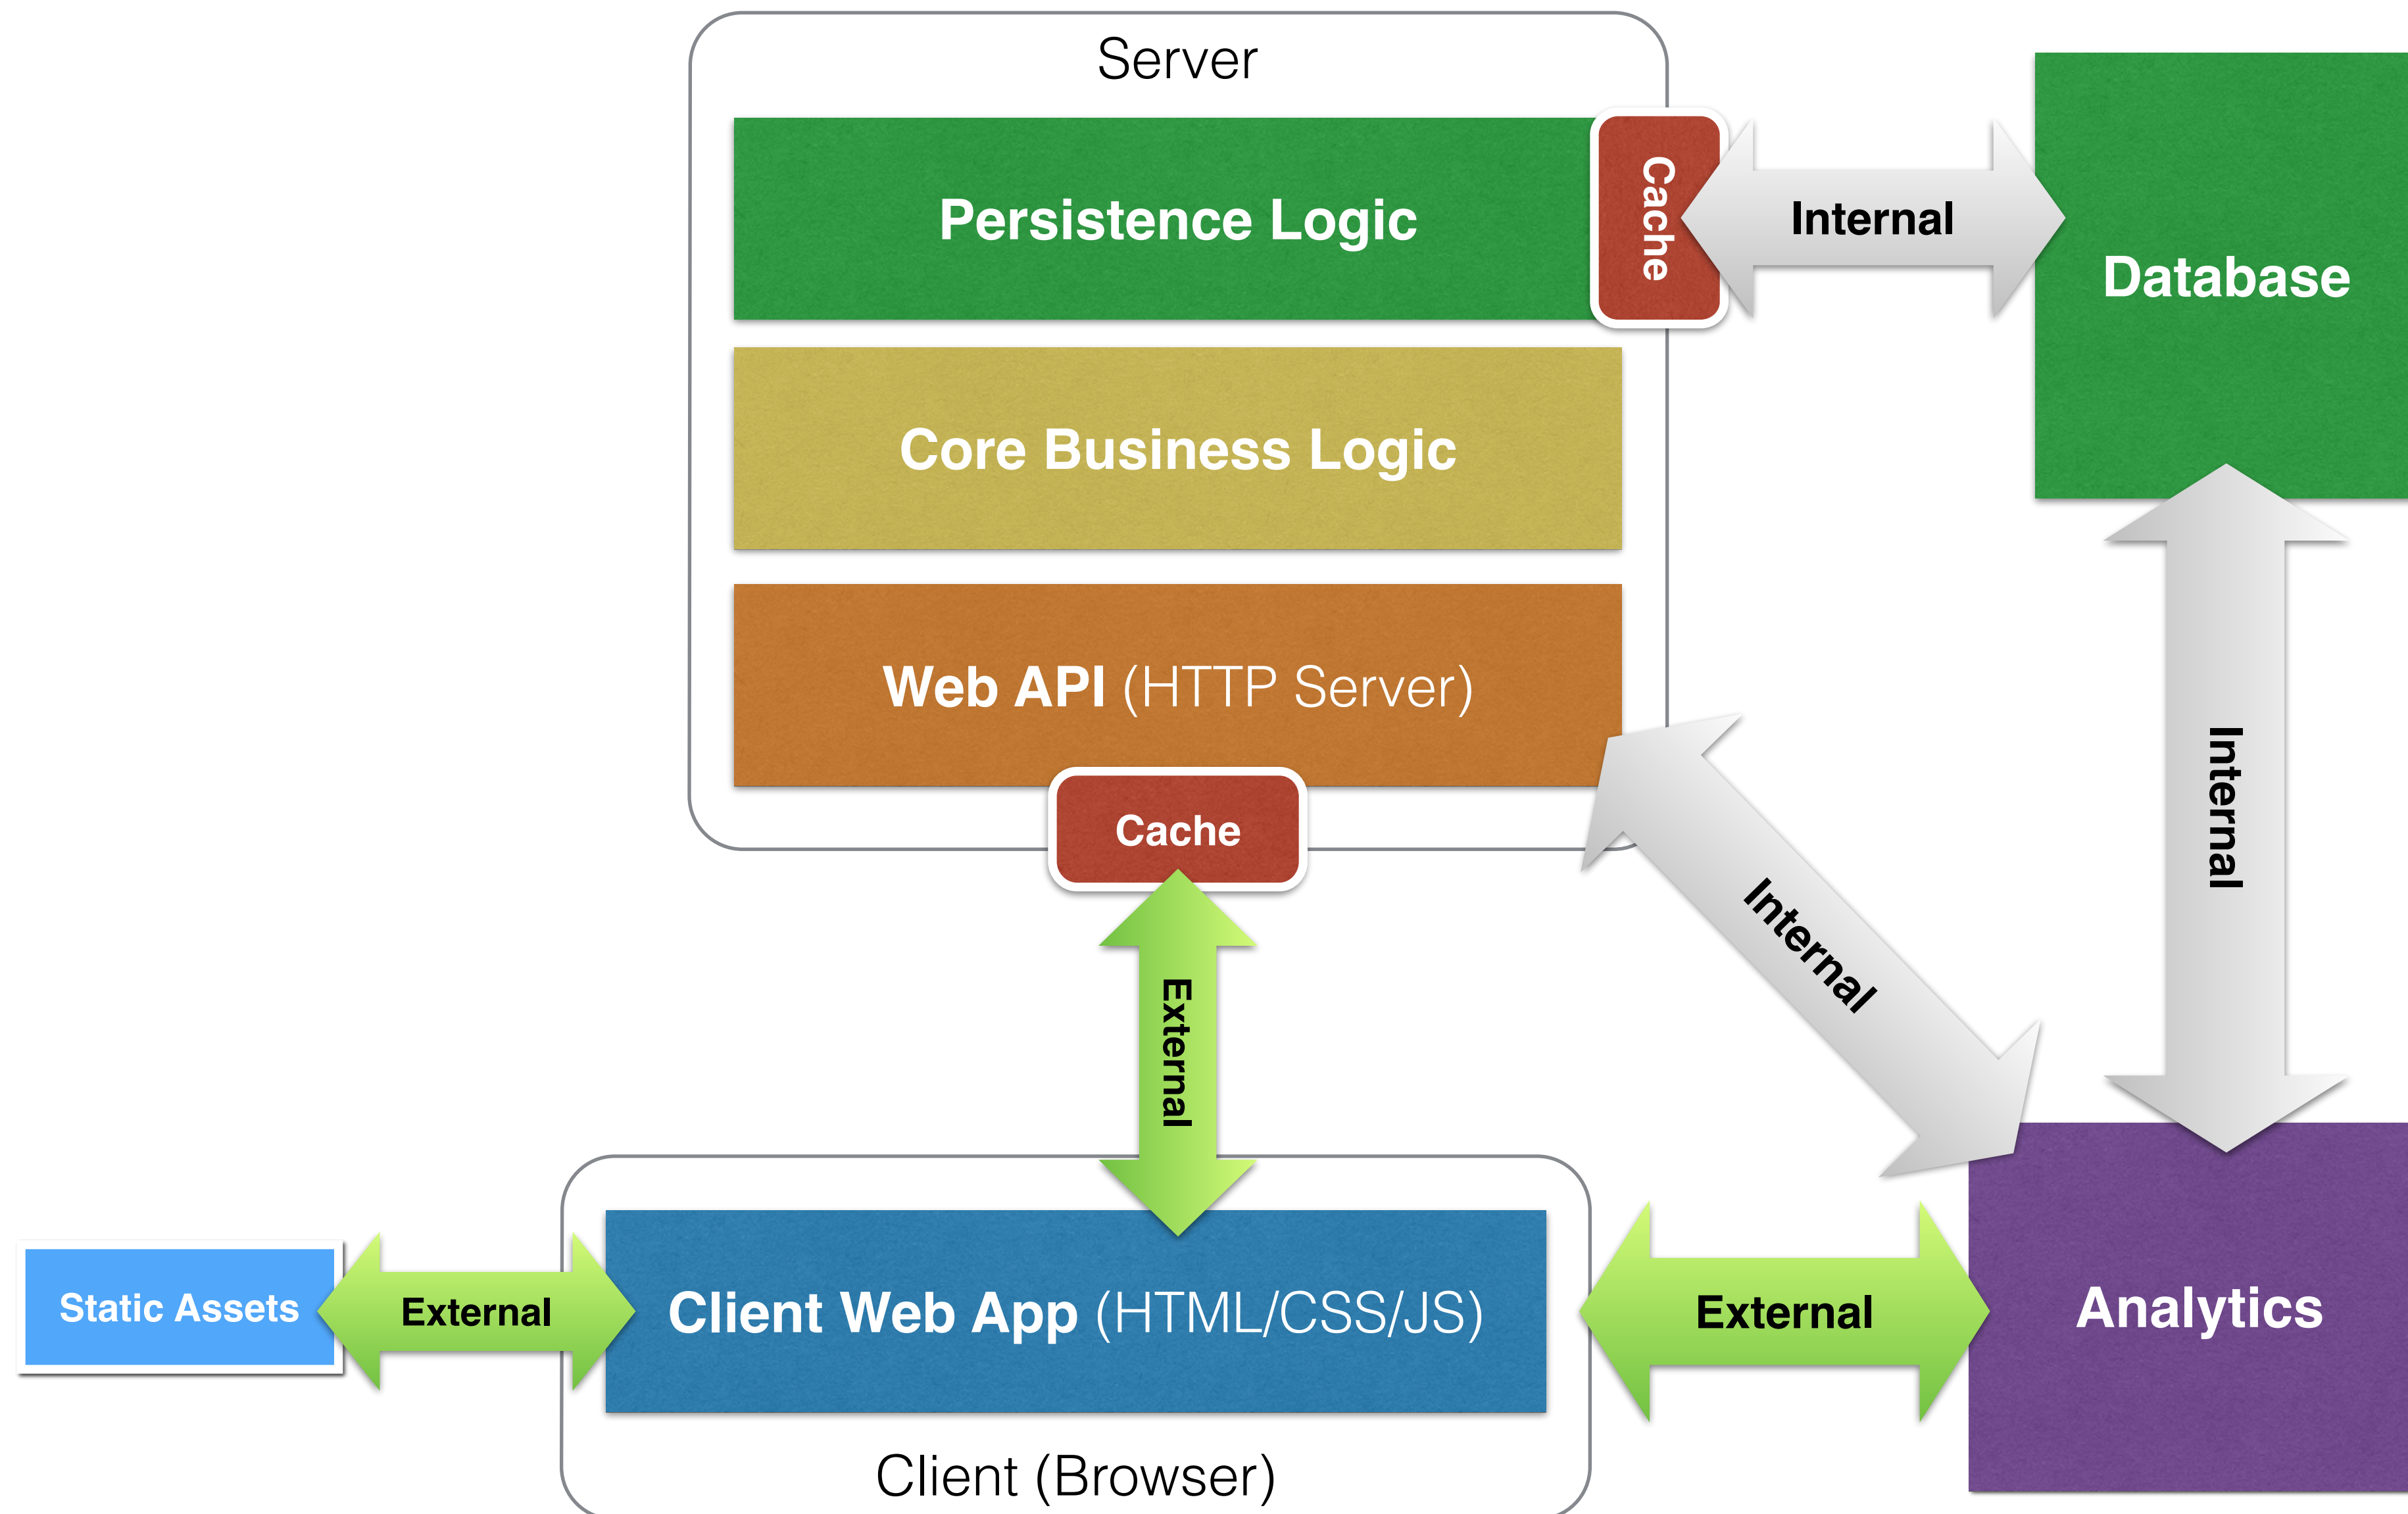 Server
Persistence Logic
Cache
Internal
Database
Core Business Logic
Web API (HTTP Server)
Cache
Internal
Internal
External
Static Assets
External
Client Web App (HTML/CSS/JS)
External
Analytics
Client (Browser)